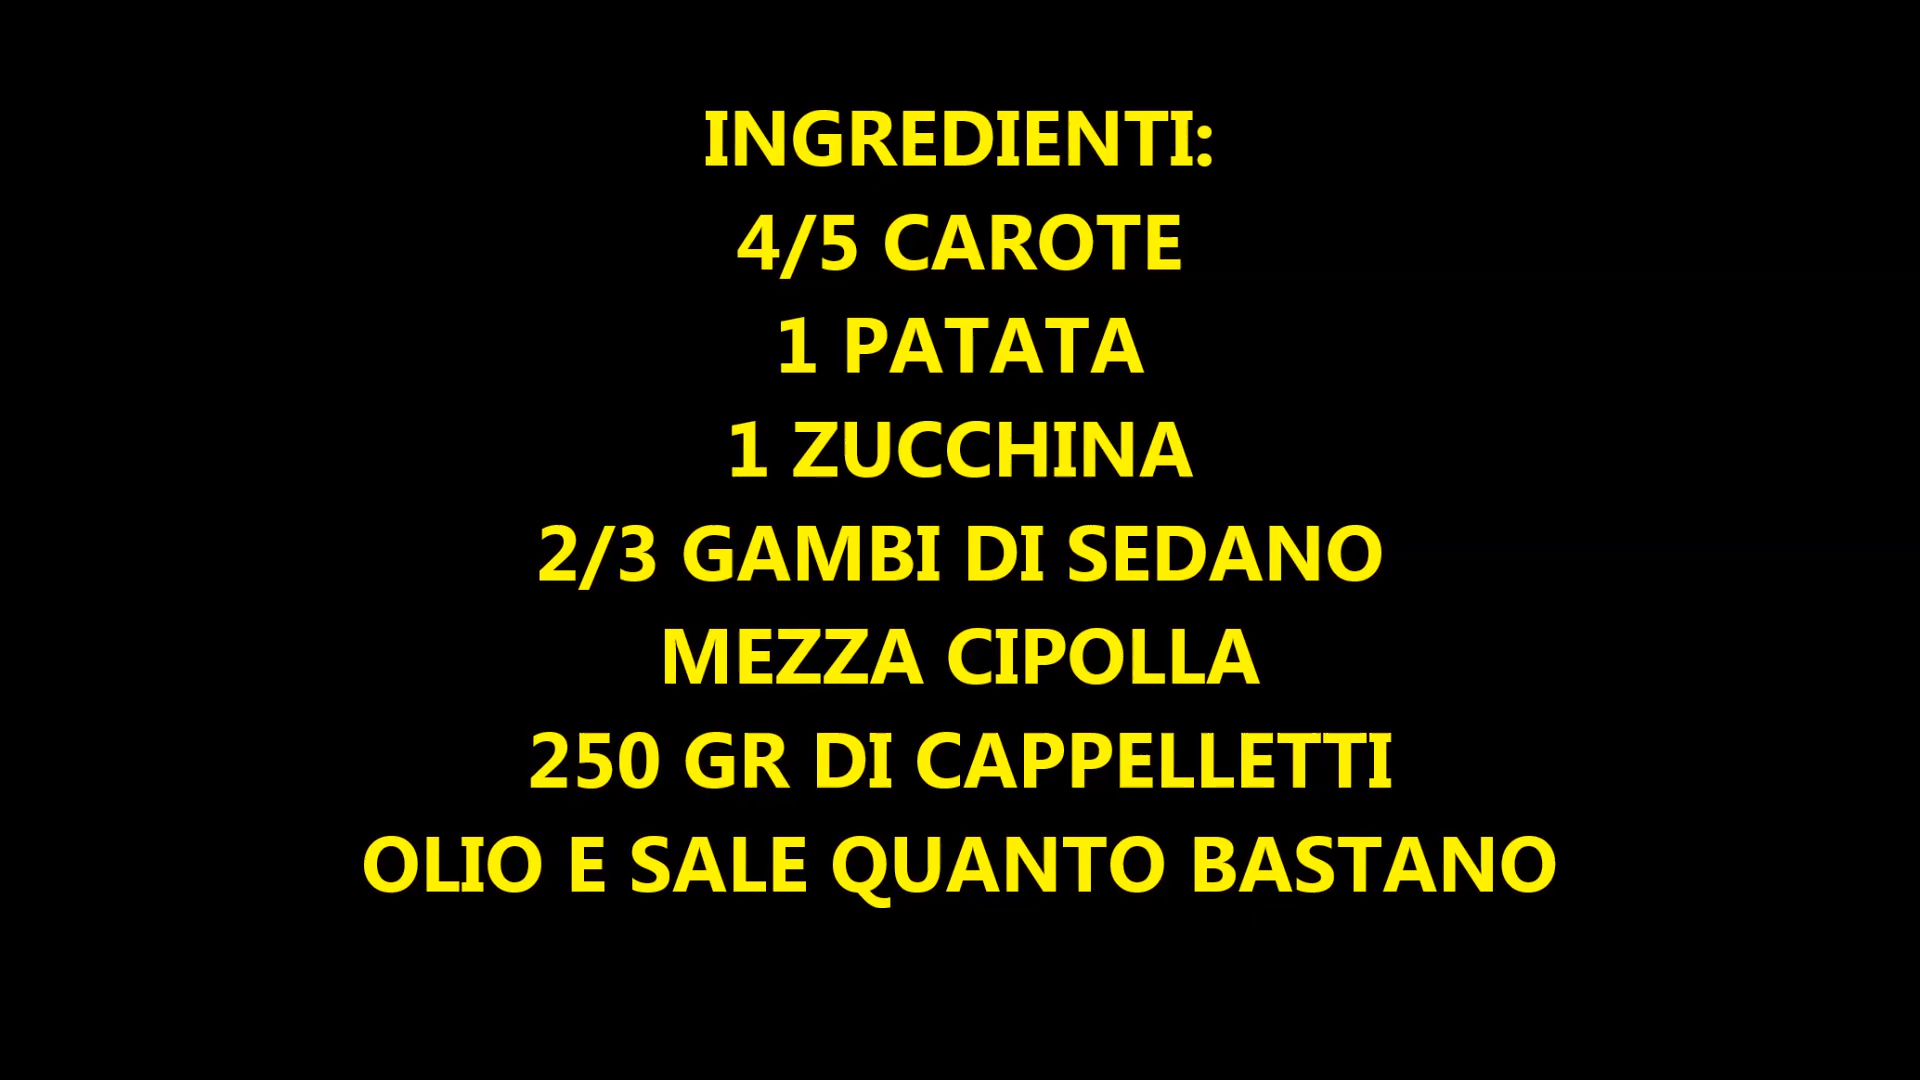 INGREDIENTI:
4/5 CAROTE
1 PATATA
1 ZUCCHINA
2/3 GAMBI DI SEDANO
MEZZA CIPOLLA
250 GR DI CAPPELLETTI
OLIO E SALE QUANTO BASTANO